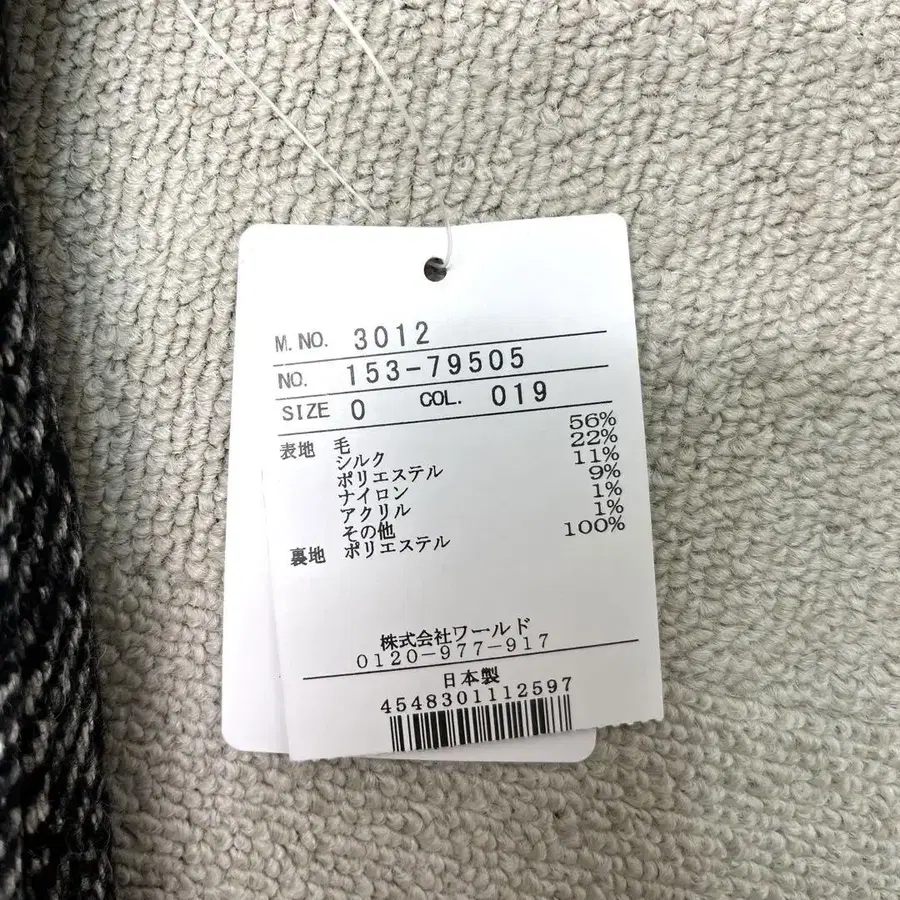 M.NO. 3012
NO. 153-79505
SIZE 0 COL. 019
表地 毛 56%
シルク 22%
ポリエステル 11%
ナイロン 9%
アクリル 1%
その他 1%
裏地 ポリエステル 100%
株式会社ワールド
0120-977-917
日本製
4548301112597